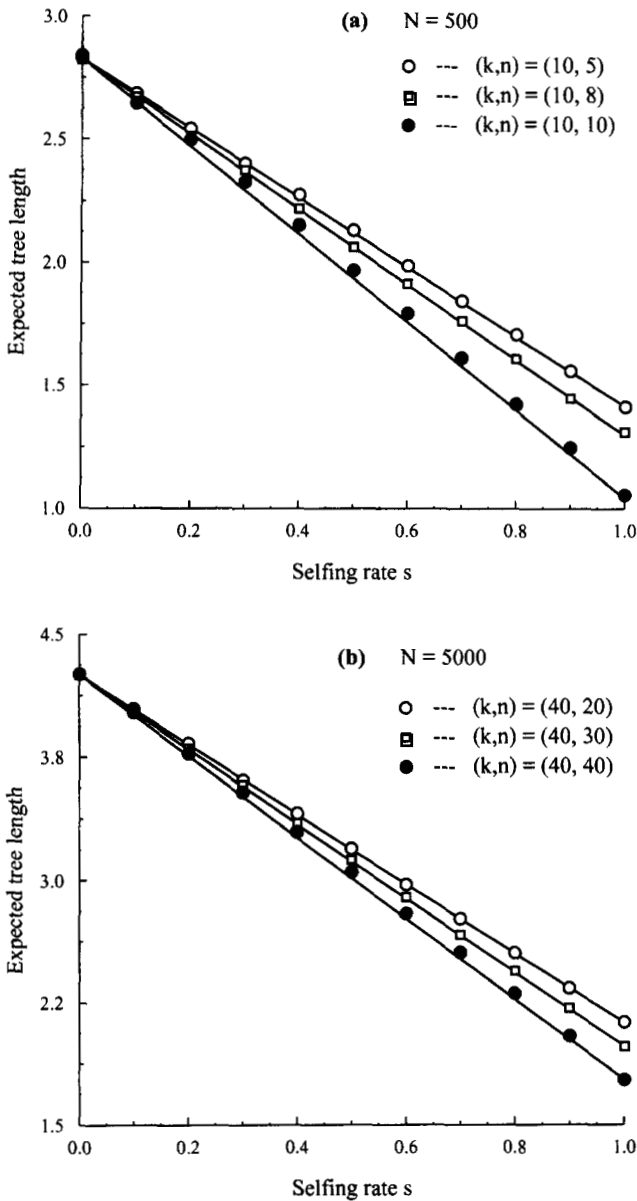 (a) N = 500
--- (k,n) = (10, 5)
--- (k,n) = (10, 8)
--- (k,n) = (10, 10)
3.0
2.5
2.0
1.5
1.0
Expected tree length
0.0 0.2 0.4 0.6 0.8 1.0
Selfing rate s
(b) N = 5000
--- (k,n) = (40, 20)
--- (k,n) = (40, 30)
--- (k,n) = (40, 40)
4.5
3.8
3.0
2.2
1.5
Expected tree length
0.0 0.2 0.4 0.6 0.8 1.0
Selfing rate s